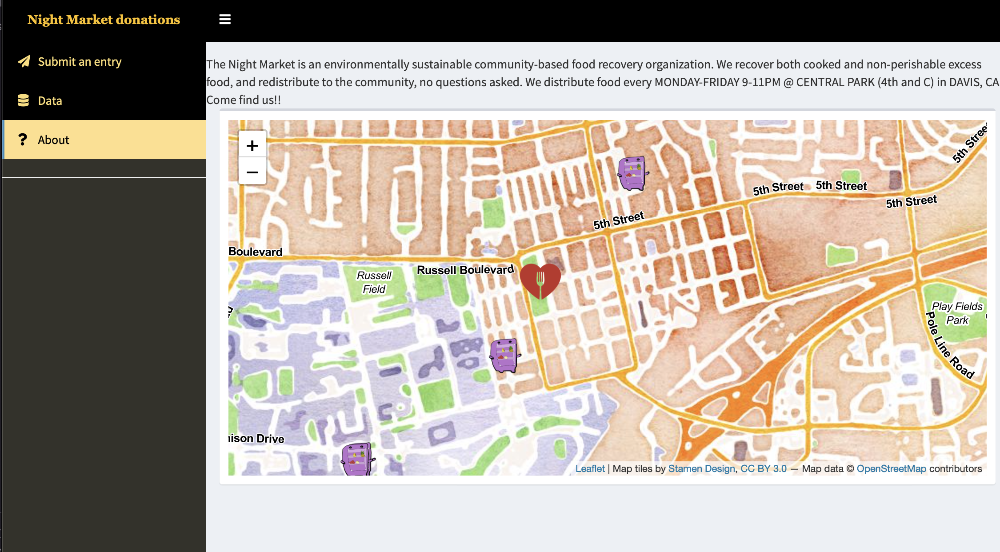 Night Market donations
Submit an entry
Data
About
The Night Market is an environmentally sustainable community-based food recovery organization. We recover both cooked and non-perishable excess
food, and redistribute to the community, no questions asked. We distribute food every MONDAY-FRIDAY 9-11PM @ CENTRAL PARK (4th and C) in DAVIS, CA
Come find us!!
+
−
5th Street
5th Street
5th Street
5th Street
5th Street
Boulevard
Russell Boulevard
Russell
Field
Play Fields
Park
Pole Line Road
nison Drive
Leaflet | Map tiles by Stamen Design, CC BY 3.0 — Map data © OpenStreetMap contributors